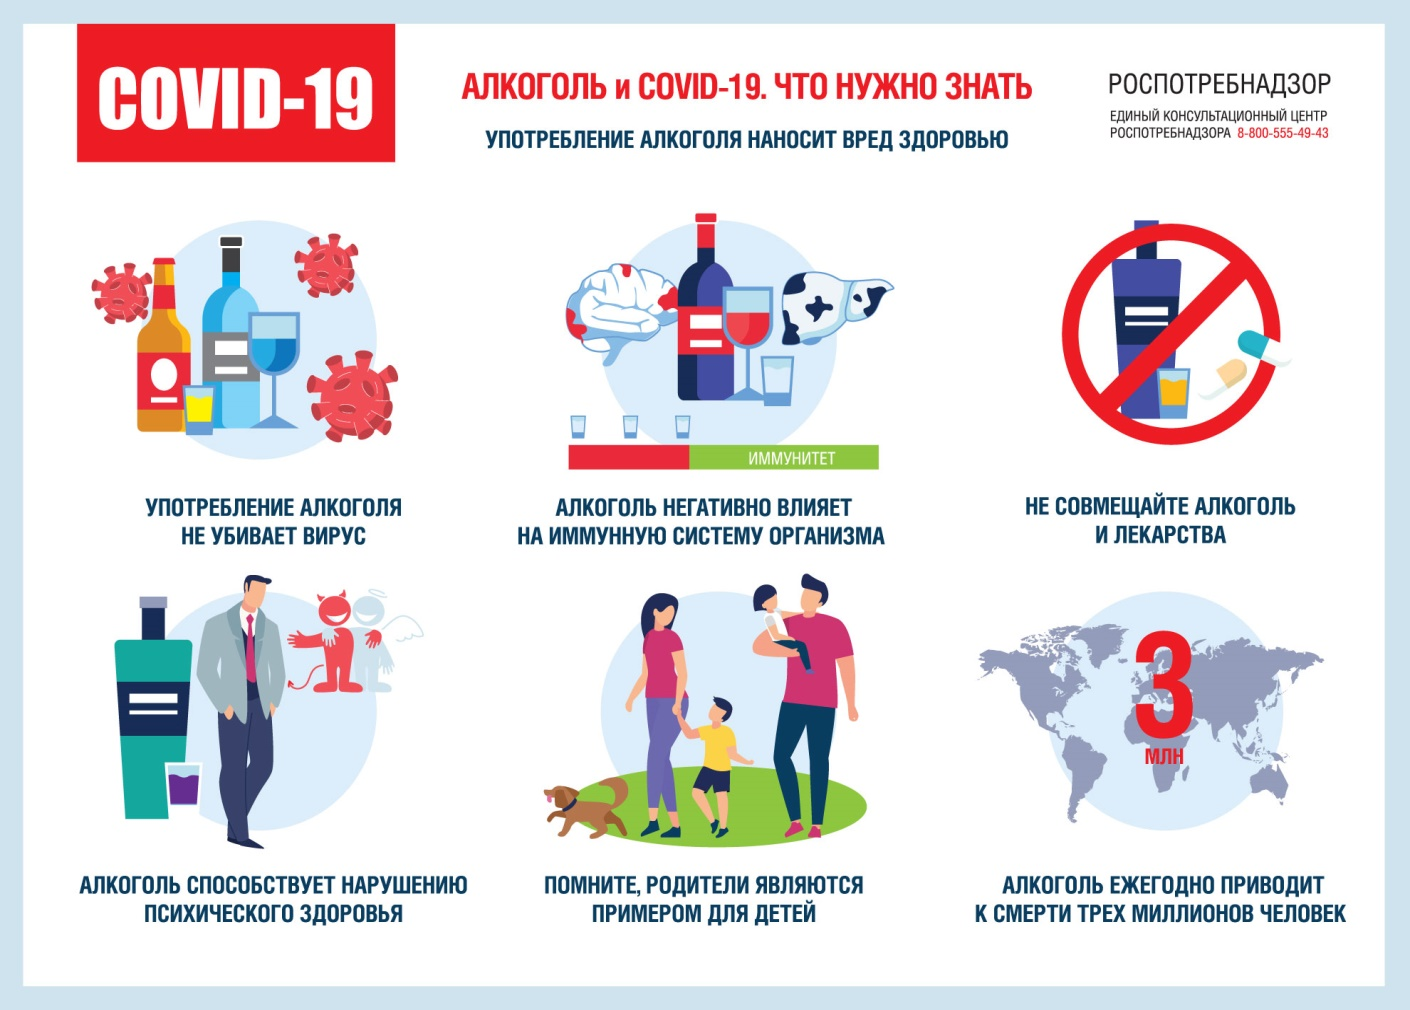 COVID-19
АЛКОГОЛЬ и COVID-19. ЧТО НУЖНО ЗНАТЬ
УПОТРЕБЛЕНИЕ АЛКОГОЛЯ НАНОСИТ ВРЕД ЗДОРОВЬЮ
РОСПОТРЕБНАДЗОР
ЕДИНЫЙ КОНСУЛЬТАЦИОННЫЙ ЦЕНТР
РОСПОТРЕБНАДЗОРА 8-800-555-49-43
УПОТРЕБЛЕНИЕ АЛКОГОЛЯ
НЕ УБИВАЕТ ВИРУС
ИММУНИТЕТ
АЛКОГОЛЬ НЕГАТИВНО ВЛИЯЕТ
НА ИММУННУЮ СИСТЕМУ ОРГАНИЗМА
НЕ СОВМЕЩАЙТЕ АЛКОГОЛЬ
И ЛЕКАРСТВА
АЛКОГОЛЬ СПОСОБСТВУЕТ НАРУШЕНИЮ
ПСИХИЧЕСКОГО ЗДОРОВЬЯ
ПОМНИТЕ, РОДИТЕЛИ ЯВЛЯЮТСЯ
ПРИМЕРОМ ДЛЯ ДЕТЕЙ
3
МЛН
АЛКОГОЛЬ ЕЖЕГОДНО ПРИВОДИТ
К СМЕРТИ ТРЕХ МИЛЛИОНОВ ЧЕЛОВЕК